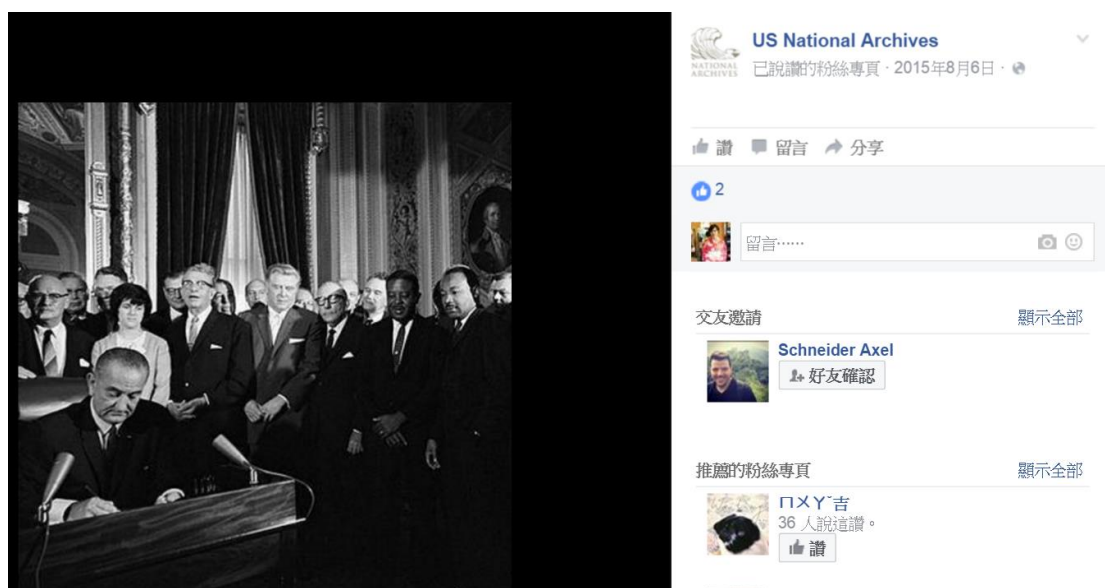 US National Archives
NATIONAL
ARCHIVES
已說讚的粉絲專頁 · 2015年8月6日 ·
讚 留言 分享
2
留言……
交友邀請 顯示全部
Schneider Axel
好友確認
推薦的粉絲專頁 顯示全部
ㄇㄨㄚˇ吉
36 人說這讚。
讚